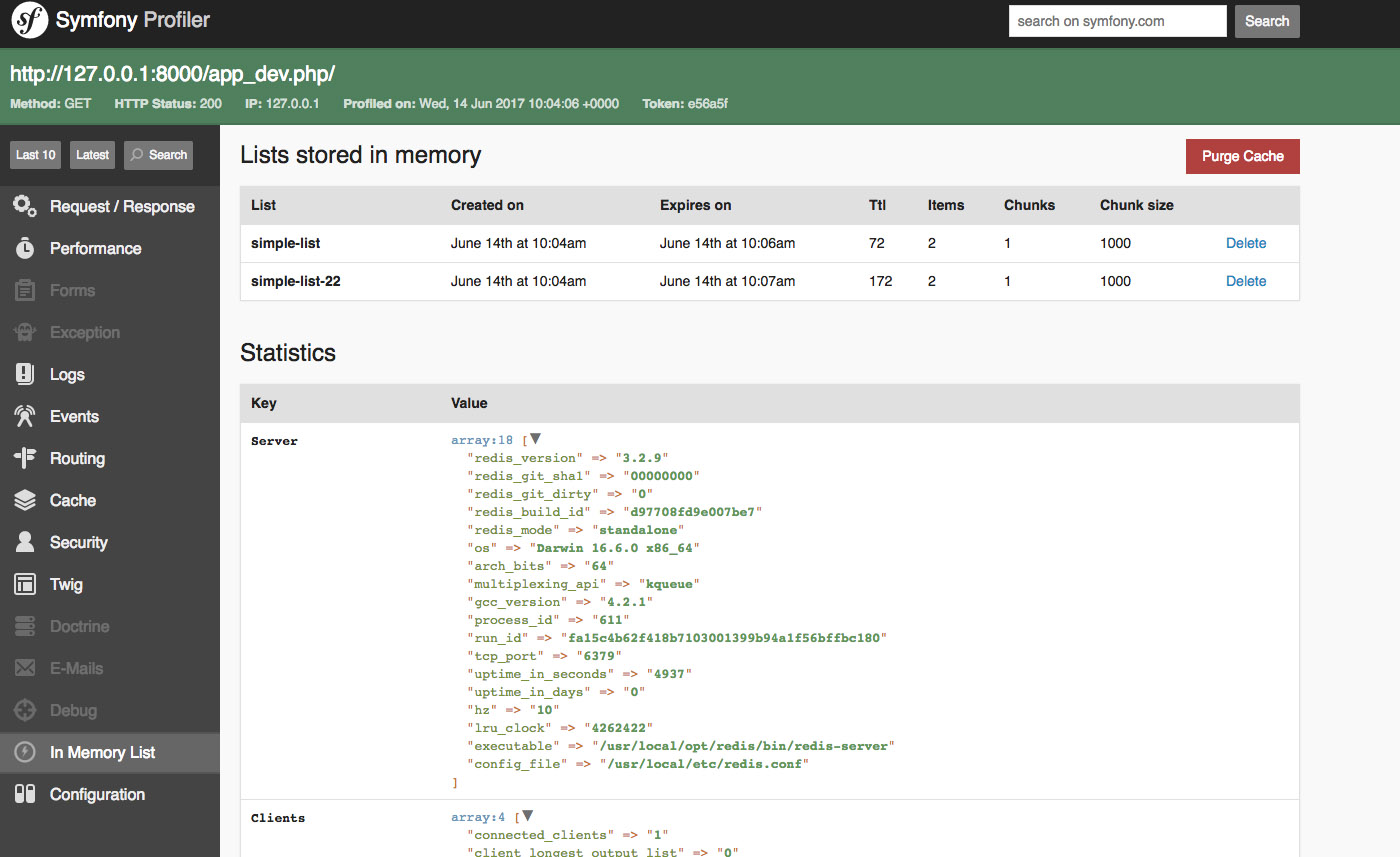 sf Symfony Profiler
search on symfony.com Search
http://127.0.0.1:8000/app_dev.php/
Method: GET HTTP Status: 200 IP: 127.0.0.1 Profiled on: Wed, 14 Jun 2017 10:04:06 +0000 Token: e56a5f
Last 10 Latest Search
Request / Response
Performance
Forms
Exception
Logs
Events
Routing
Cache
Security
Twig
Doctrine
E-Mails
Debug
In Memory List
Configuration
Lists stored in memory
Purge Cache
List Created on Expires on Ttl Items Chunks Chunk size
simple-list June 14th at 10:04am June 14th at 10:06am 72 2 1 1000 Delete
simple-list-22 June 14th at 10:04am June 14th at 10:07am 172 2 1 1000 Delete
Statistics
Key Value
Server array:18 [▼
"redis_version" => "3.2.9"
"redis_git_sha1" => "00000000"
"redis_git_dirty" => "0"
"redis_build_id" => "d97708fd9e007be7"
"redis_mode" => "standalone"
"os" => "Darwin 16.6.0 x86_64"
"arch_bits" => "64"
"multiplexing_api" => "kqueue"
"gcc_version" => "4.2.1"
"process_id" => "611"
"run_id" => "fa15c4b62f418b7103001399b94a1f56bffbc180"
"tcp_port" => "6379"
"uptime_in_seconds" => "4937"
"uptime_in_days" => "0"
"hz" => "10"
"lru_clock" => "4262422"
"executable" => "/usr/local/opt/redis/bin/redis-server"
"config_file" => "/usr/local/etc/redis.conf"
]
Clients array:4 [▼
"connected_clients" => "1"
"client_longest_output_list" => "0"